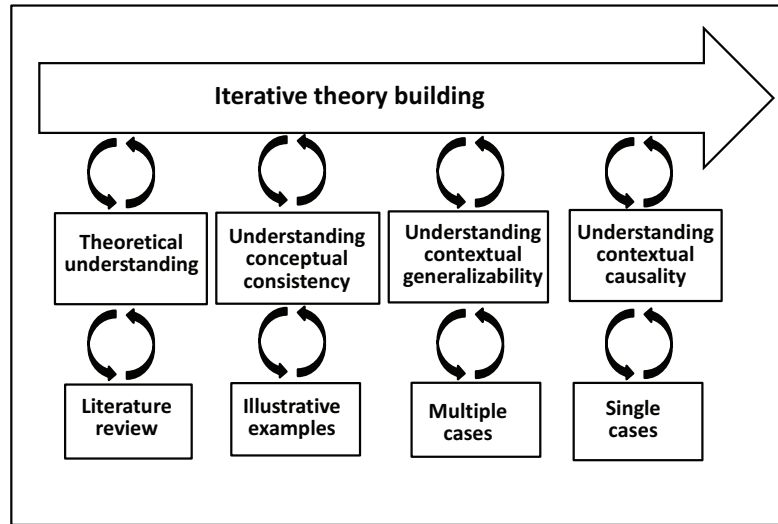 Iterative theory building
Theoretical
understanding
Understanding
conceptual
consistency
Understanding
contextual
generalizability
Understanding
contextual
causality
Literature
review
Illustrative
examples
Multiple
cases
Single
cases